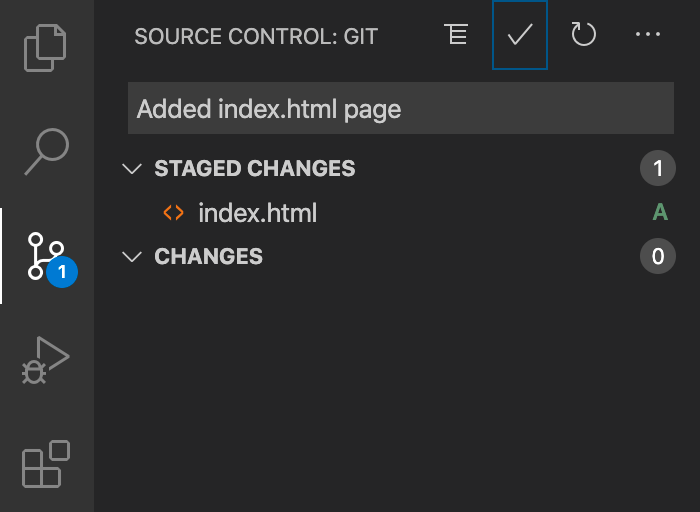 SOURCE CONTROL: GIT
Added index.html page
STAGED CHANGES 1
<> index.html A
1
CHANGES 0